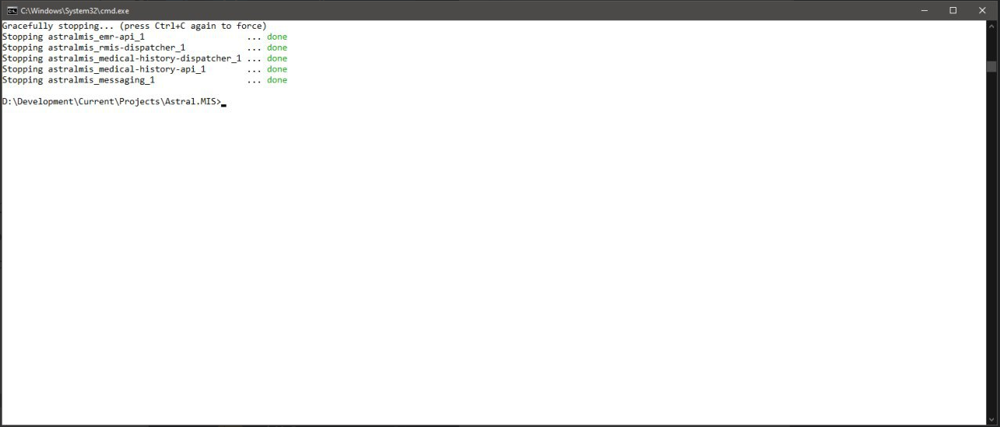 C:\Windows\System32\cmd.exe
Gracefully stopping... (press Ctrl+C again to force)
Stopping astralmis_emr-api_1                    ... done
Stopping astralmis_rmis-dispatcher_1            ... done
Stopping astralmis_medical-history-dispatcher_1 ... done
Stopping astralmis_medical-history-api_1        ... done
Stopping astralmis_messaging_1                  ... done
D:\Development\Current\Projects\Astral.MIS>